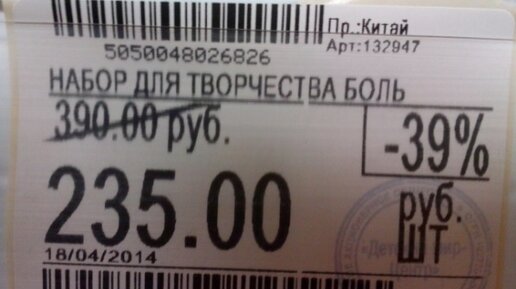 Пр.:Китай
5050048026826
Арт:132947
НАБОР ДЛЯ ТВОРЧЕСТВА БОЛЬ
390.00 руб.
-39%
235.00
руб.
ШТ
18/04/2014